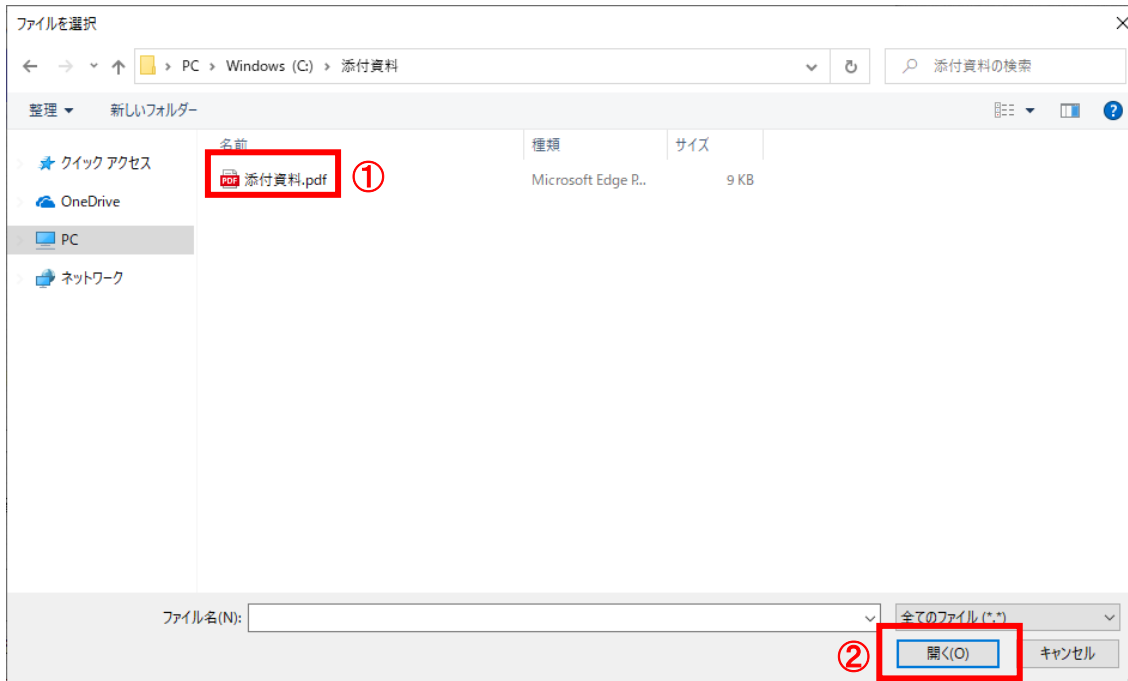 ファイルを選択
PC › Windows (C:) › 添付資料
添付資料の検索
整理 新しいフォルダー
名前 種類 サイズ
クイック アクセス
PDF 添付資料.pdf ① Microsoft Edge P... 9 KB
OneDrive
PC
ネットワーク
ファイル名(N): 全てのファイル (*.*)
② 開く(O) キャンセル